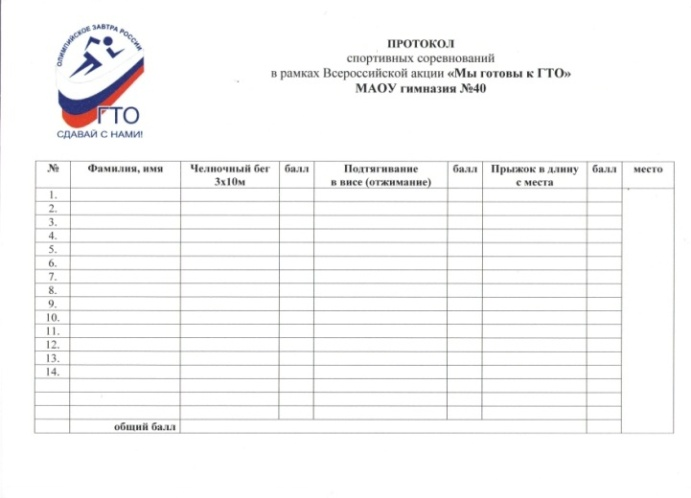 ОЛИМПИЙСКОЕ ЗАВТРА РОССИИ
ГТО
СДАВАЙ С НАМИ!
ПРОТОКОЛ
спортивных соревнований
в рамках Всероссийской акции «Мы готовы к ГТО»
МАОУ гимназия №40
№ Фамилия, имя Челночный бег 3х10м балл Подтягивание в висе (отжимание) балл Прыжок в длину с места балл место
1.
2.
3.
4.
5.
6.
7.
8.
9.
10.
11.
12.
13.
14.
общий балл